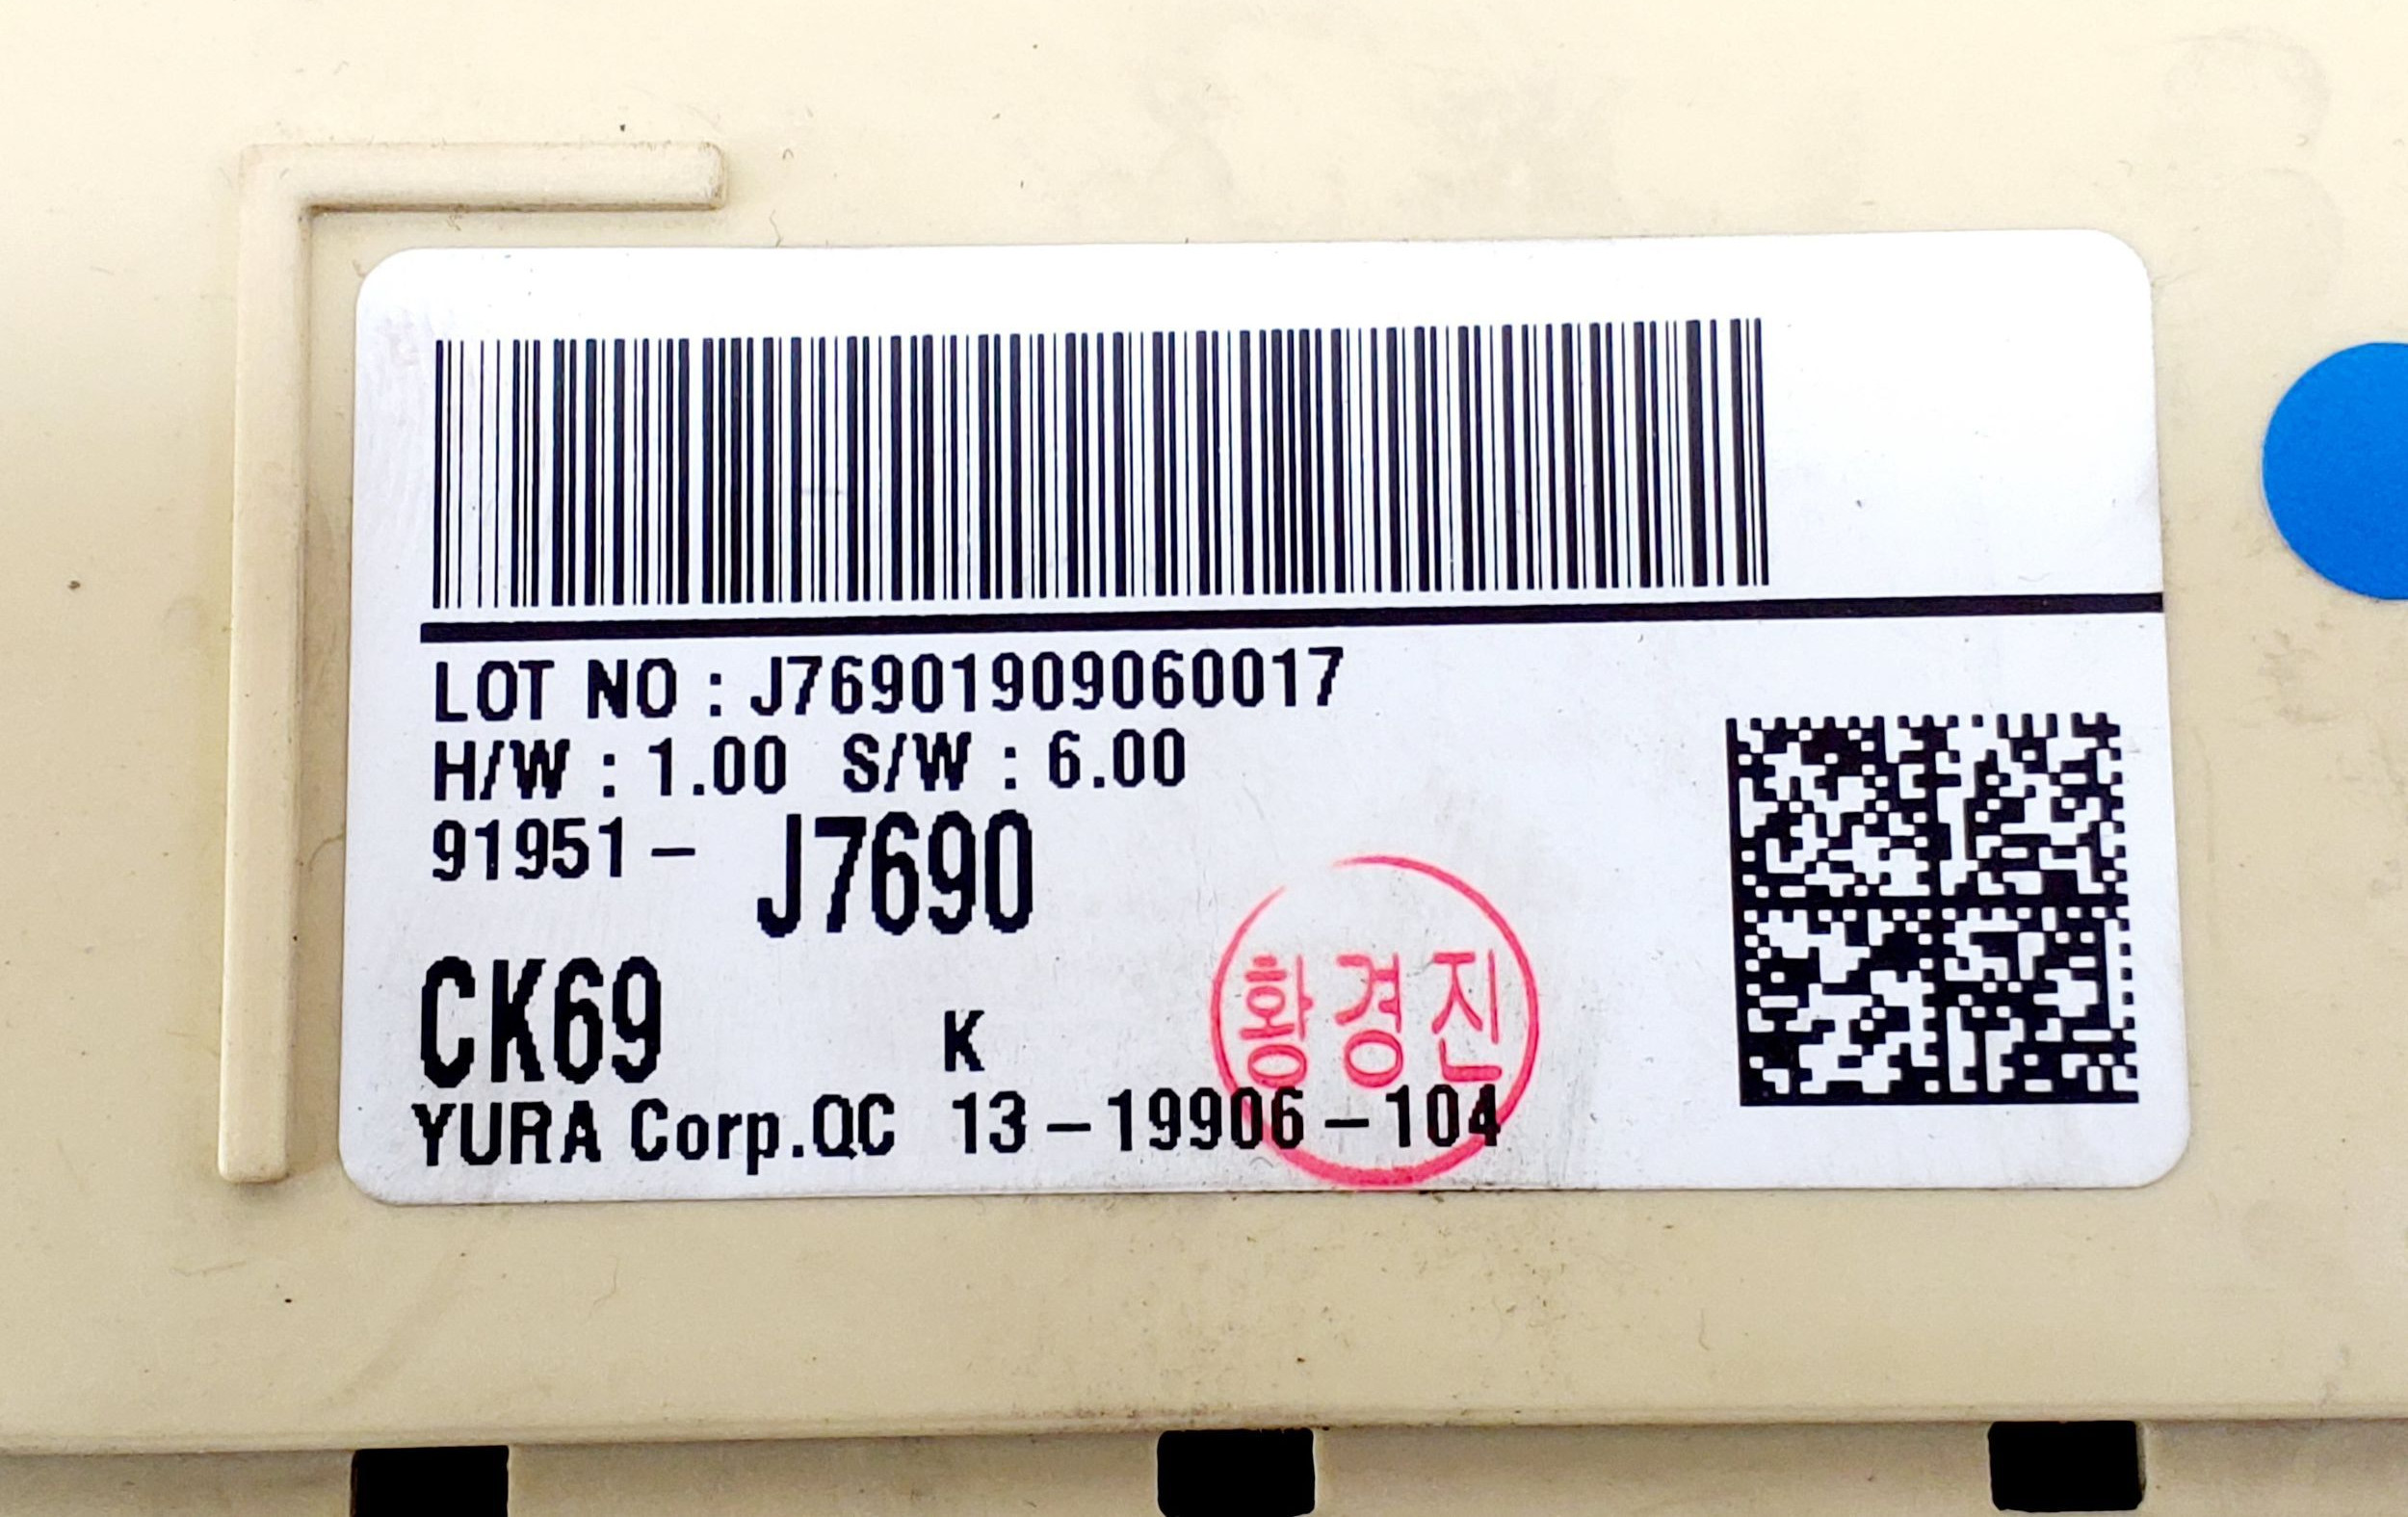 LOT NO : J76901909060017
H/W : 1.00 S/W : 6.00
91951- J7690
CK69 K
황경진
YURA Corp.QC 13-19906-104